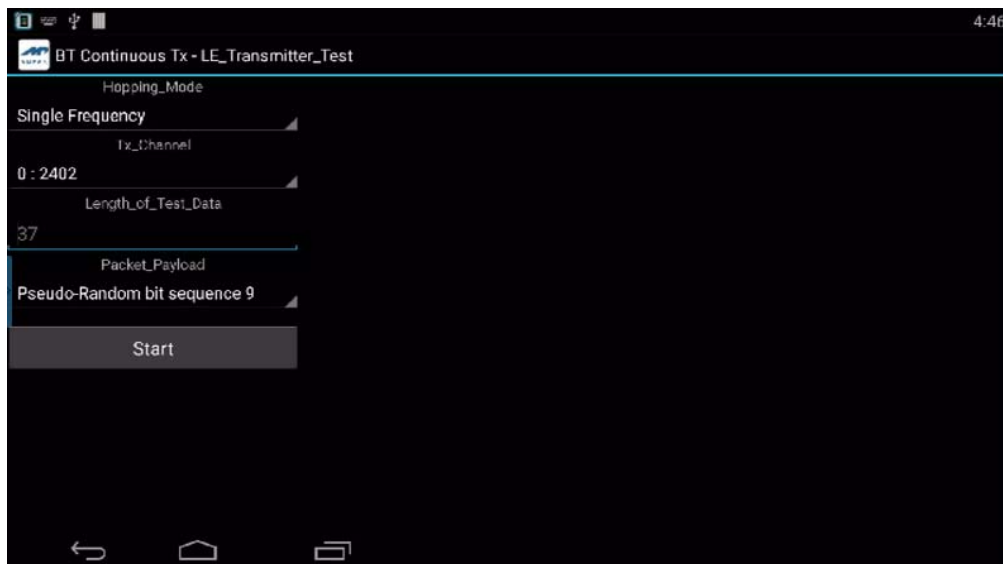 4:46
BT Continuous Tx - LE_Transmitter_Test
Hopping_Mode
Single Frequency
Tx_Channel
0 : 2402
Length_of_Test_Data
37
Packet_Payload
Pseudo-Random bit sequence 9
Start